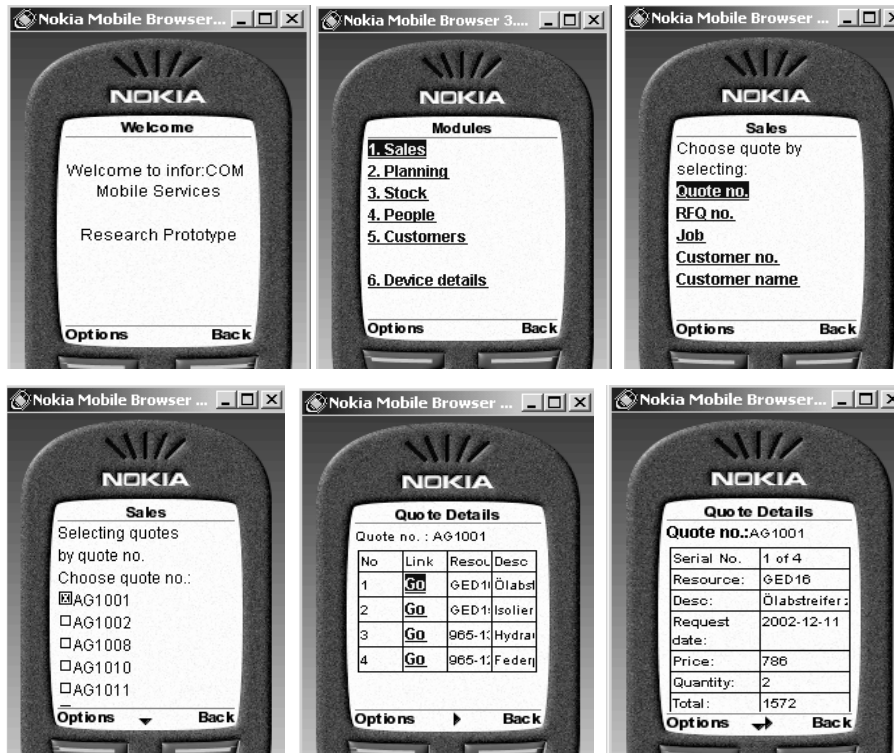 Nokia Mobile Browser...
NOKIA
Welcome
Welcome to infor:COM
Mobile Services
Research Prototype
Options Back
Nokia Mobile Browser 3....
NOKIA
Modules
1. Sales
2. Planning
3. Stock
4. People
5. Customers
6. Device details
Options Back
Nokia Mobile Browser ...
NOKIA
Sales
Choose quote by
selecting:
Quote no.
RFQ no.
Job
Customer no.
Customer name
Options Back
Nokia Mobile Browser ...
NOKIA
Sales
Selecting quotes
by quote no.
Choose quote no.:
AG1001
AG1002
AG1008
AG1010
AG1011
Options Back
Nokia Mobile Browser ...
NOKIA
Quote Details
Quote no. : AG1001
No Link Resou Desc
1 Go GED1 Ölabst
2 Go GED1 Isolier
3 Go 965-1 Hydrau
4 Go 965-1 Feder
Options Back
Nokia Mobile Browser...
NOKIA
Quote Details
Quote no.:AG1001
Serial No. 1 of 4
Resource: GED16
Desc: Ölabstreifer
Request 2002-12-11
date:
Price: 786
Quantity: 2
Total: 1572
Options Back